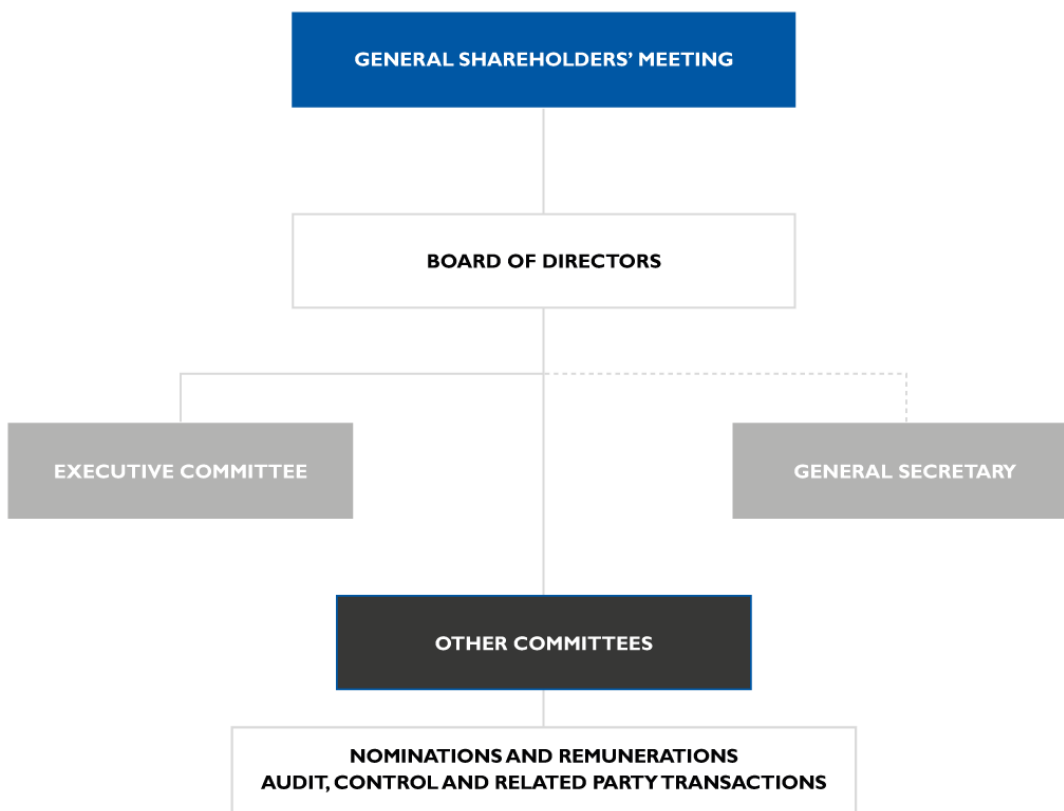 GENERAL SHAREHOLDERS’ MEETING
BOARD OF DIRECTORS
EXECUTIVE COMMITTEE
GENERAL SECRETARY
OTHER COMMITTEES
NOMINATIONS AND REMUNERATIONS
AUDIT, CONTROL AND RELATED PARTY TRANSACTIONS